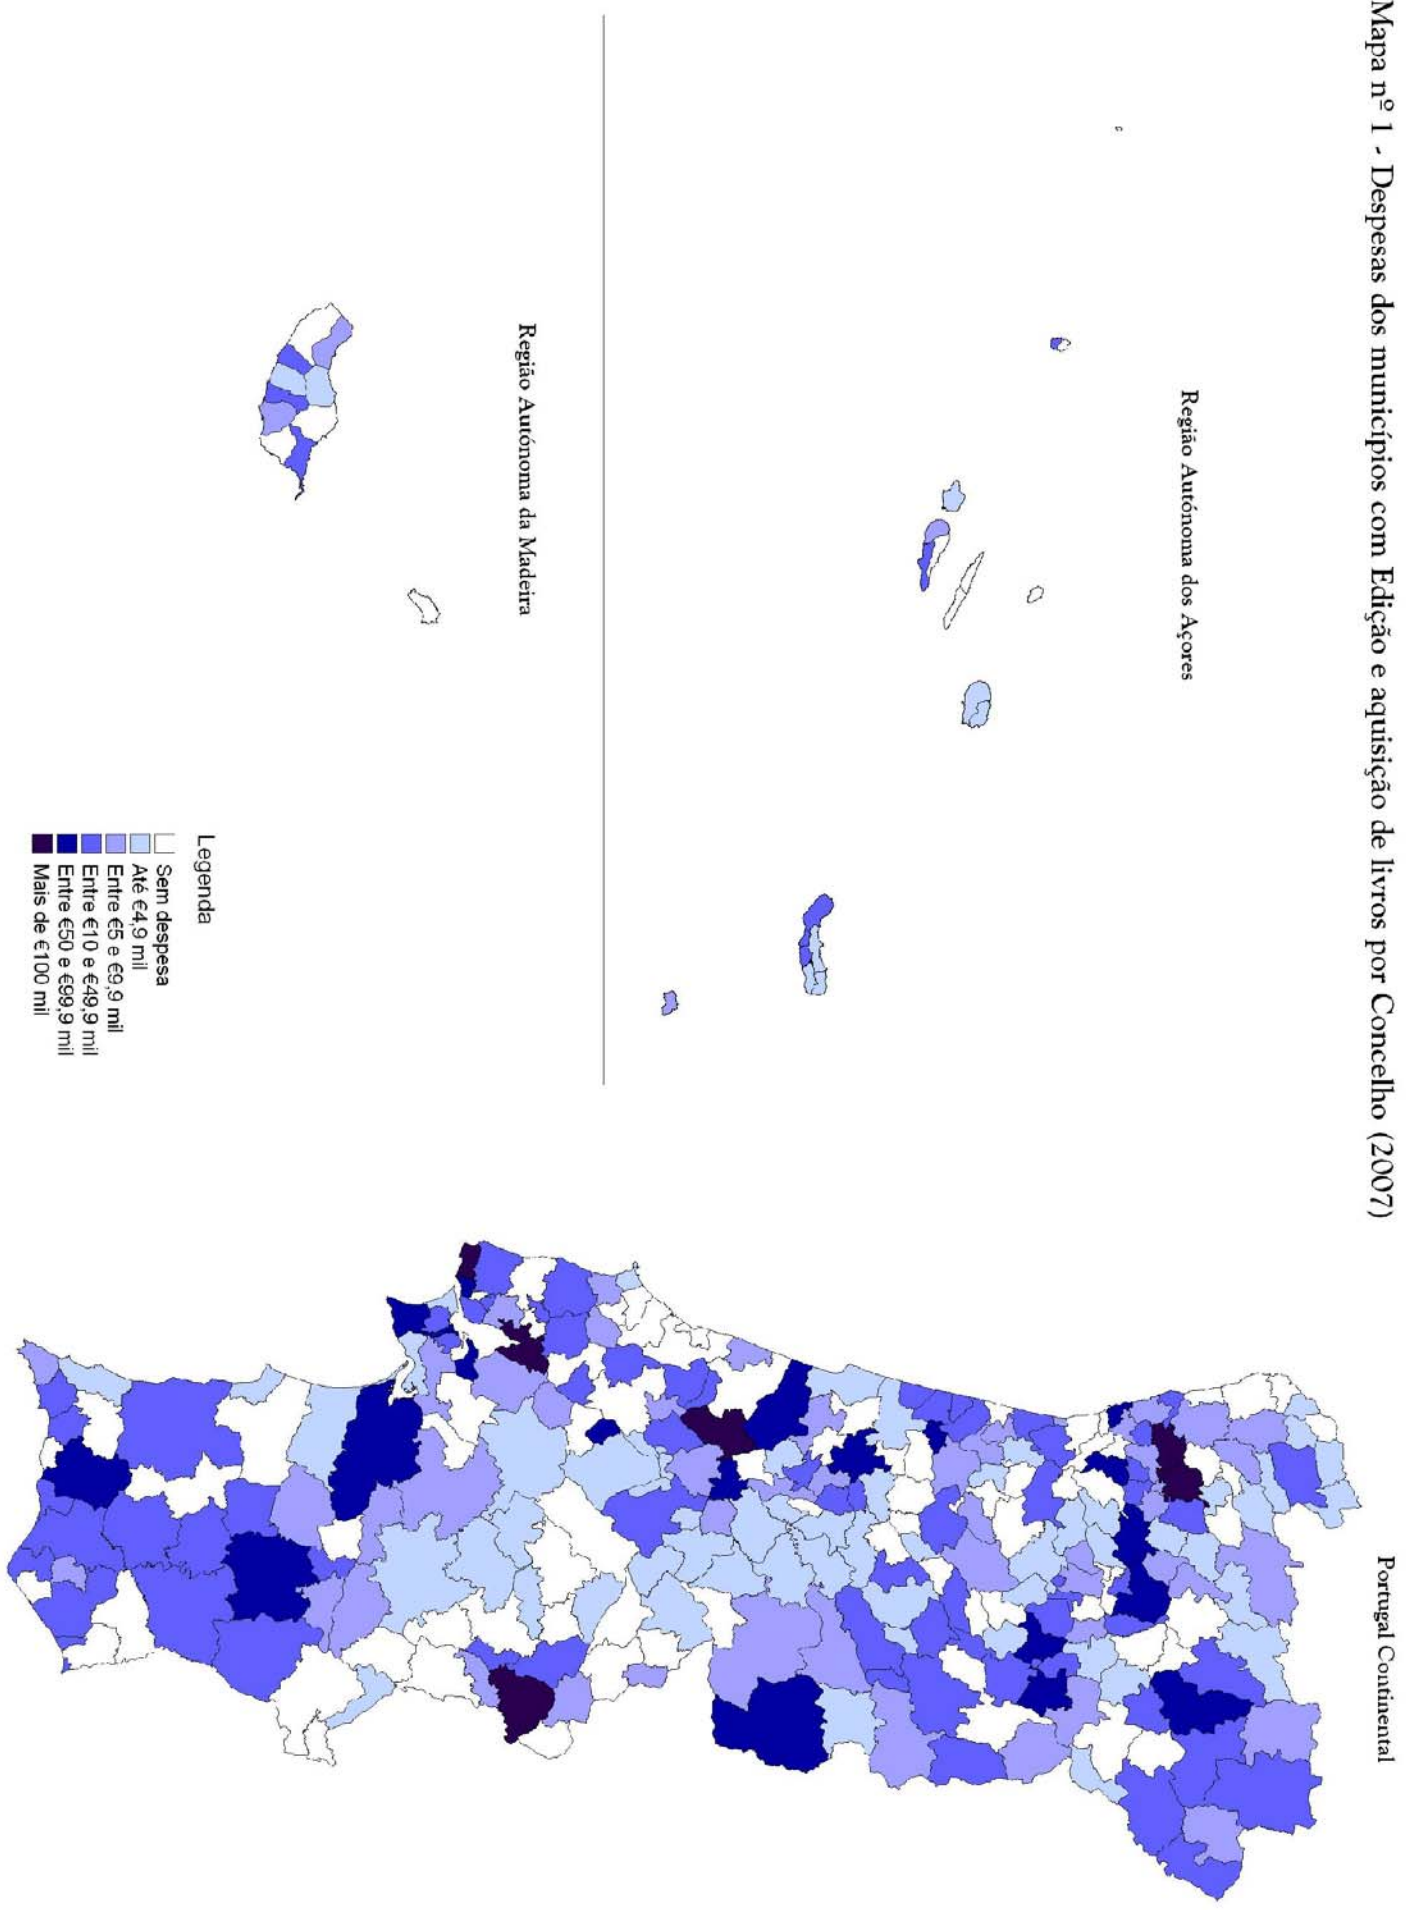 Mapa nº 1 - Despesas dos municípios com Edição e aquisição de livros por Concelho (2007)
Região Autónoma dos Açores
Portugal Continental
Região Autónoma da Madeira
Legenda
Sem despesa
Até €4,9 mil
Entre €5 e €9,9 mil
Entre €10 e €49,9 mil
Entre €50 e €99,9 mil
Mais de €100 mil